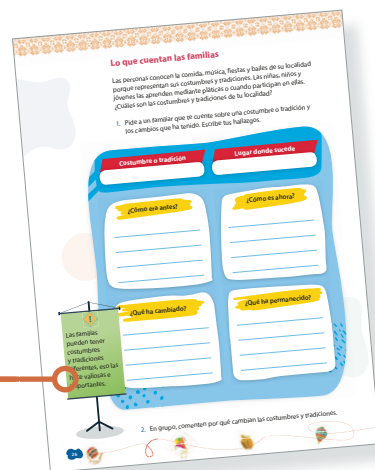 Lo que cuentan las familias
Las personas conocen la comida, música, fiestas y bailes de su localidad
porque representan sus costumbres y tradiciones. Las niñas, niños y
jóvenes las aprenden mediante pláticas o cuando participan en ellas.
¿Cuáles son las costumbres y tradiciones de tu localidad?
1. Pide a un familiar que te cuente sobre una costumbre o tradición y
los cambios que ha tenido. Escribe tus hallazgos.
Costumbre o tradición
Lugar donde sucede
¿Cómo era antes?
¿Cómo es ahora?
¿Qué ha cambiado?
¿Qué ha permanecido?
Las familias
pueden tener
costumbres
y tradiciones
diferentes, eso las
hace valiosas e
importantes.
2. En grupo, comenten por qué cambian las costumbres y tradiciones.
26